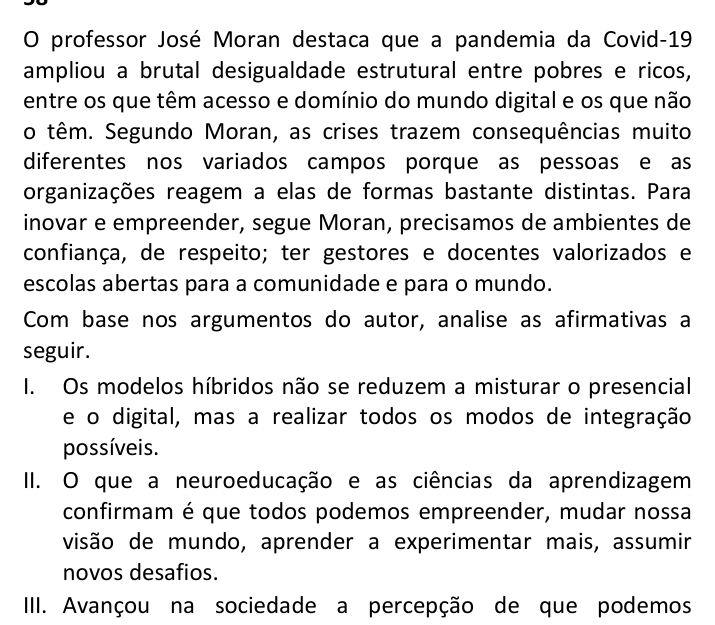 O professor José Moran destaca que a pandemia da Covid-19
ampliou a brutal desigualdade estrutural entre pobres e ricos,
entre os que têm acesso e domínio do mundo digital e os que não
o têm. Segundo Moran, as crises trazem consequências muito
diferentes nos variados campos porque as pessoas e as
organizações reagem a elas de formas bastante distintas. Para
inovar e empreender, segue Moran, precisamos de ambientes de
confiança, de respeito; ter gestores e docentes valorizados e
escolas abertas para a comunidade e para o mundo.
Com base nos argumentos do autor, analise as afirmativas a
seguir.
I. Os modelos híbridos não se reduzem a misturar o presencial
e o digital, mas a realizar todos os modos de integração
possíveis.
II. O que a neuroeducação e as ciências da aprendizagem
confirmam é que todos podemos empreender, mudar nossa
visão de mundo, aprender a experimentar mais, assumir
novos desafios.
III. Avançou na sociedade a percepção de que podemos